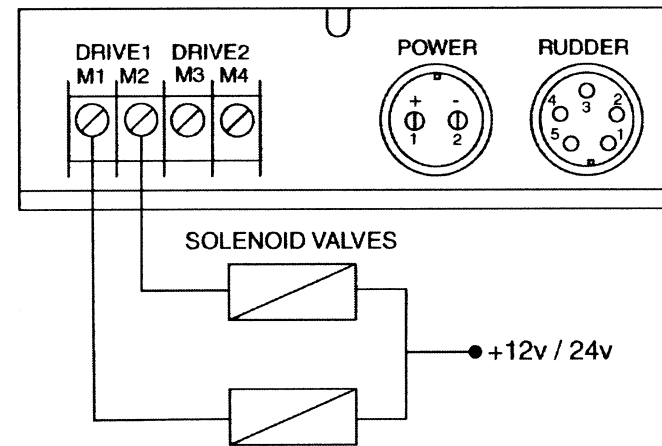 DRIVE1 DRIVE2 POWER RUDDER
M1 M2 M3 M4
+ -
1 2
4 3 2
5 1
SOLENOID VALVES
+12v / 24v